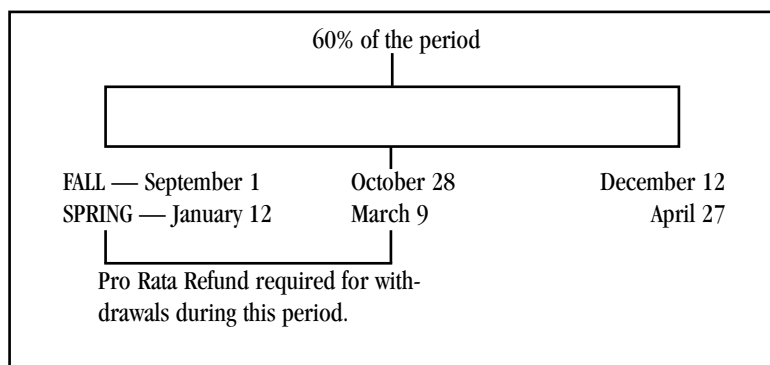 60% of the period
FALL — September 1 October 28 December 12
SPRING — January 12 March 9 April 27
Pro Rata Refund required for with-
drawals during this period.